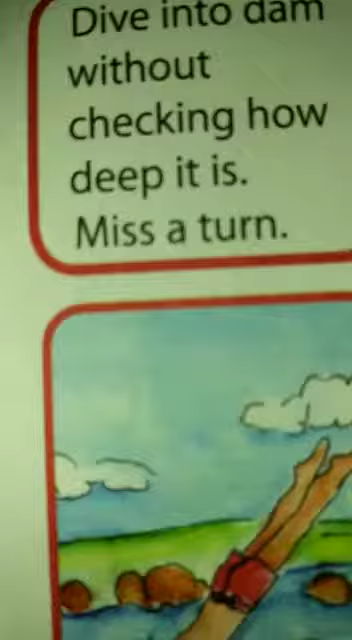 Dive into dam
without
checking how
deep it is.
Miss a turn.